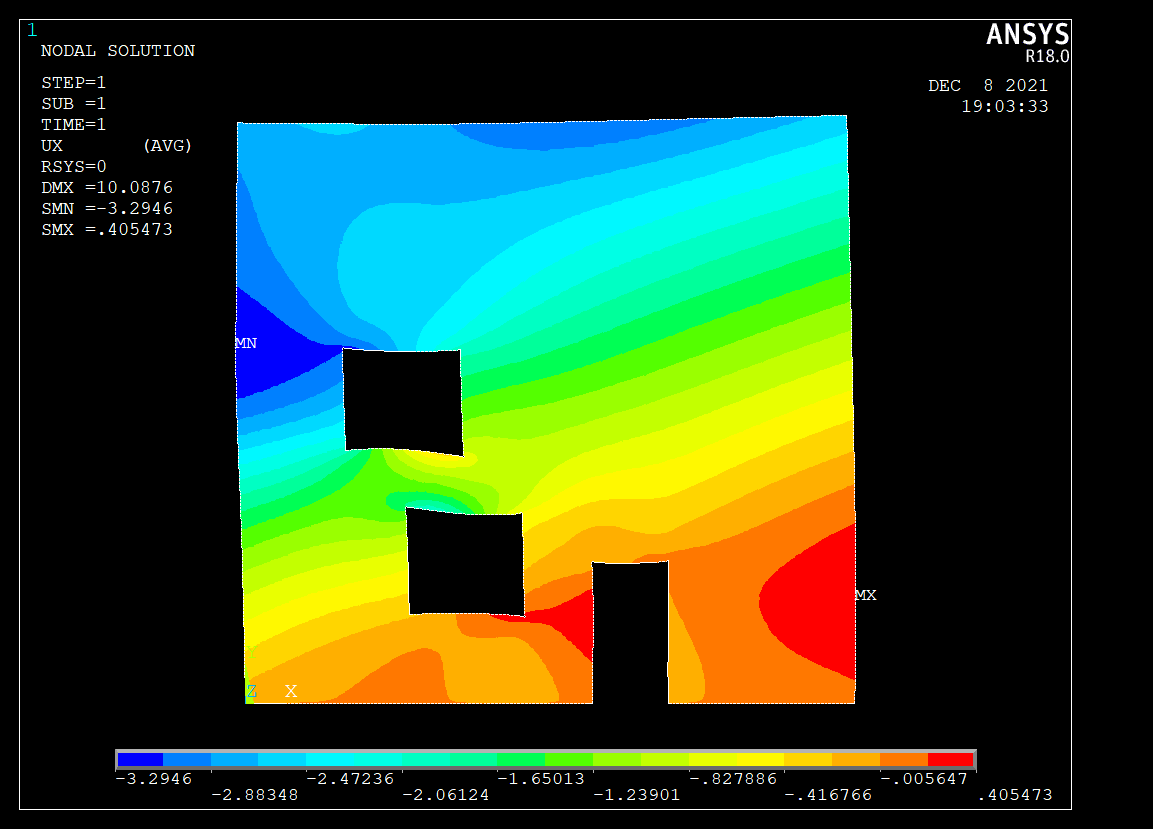 1
ANSYS
R18.0
NODAL SOLUTION
STEP=1
SUB =1
TIME=1
UX (AVG)
RSYS=0
DMX =10.0876
SMN =-3.2946
SMX =.405473
DEC 8 2021
19:03:33
MN
MX
Z X
-3.2946 -2.47236 -1.65013 -.827886 -.005647
-2.88348 -2.06124 -1.23901 -.416766 .405473